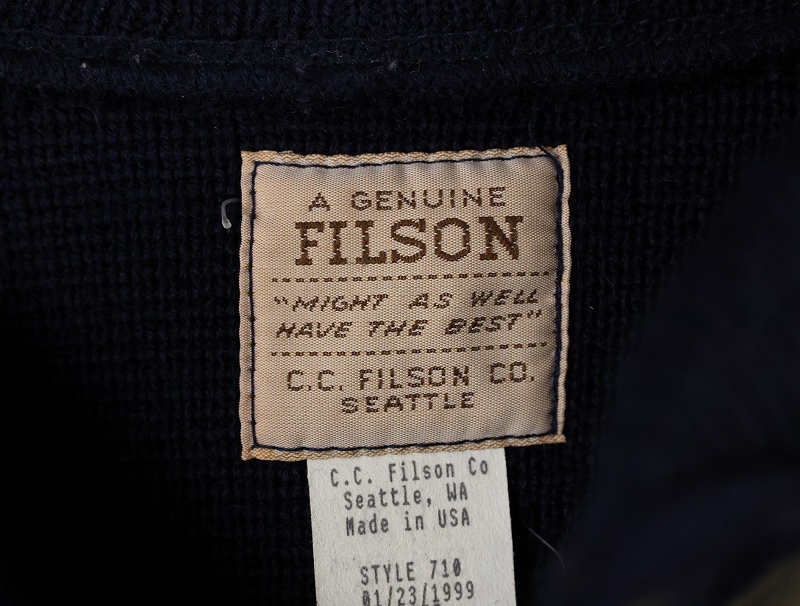 A GENUINE
FILSON
"MIGHT AS WELL
HAVE THE BEST"
C.C. FILSON CO.
SEATTLE
C.C. Filson Co
Seattle, WA
Made in USA
STYLE 710
01/23/1999